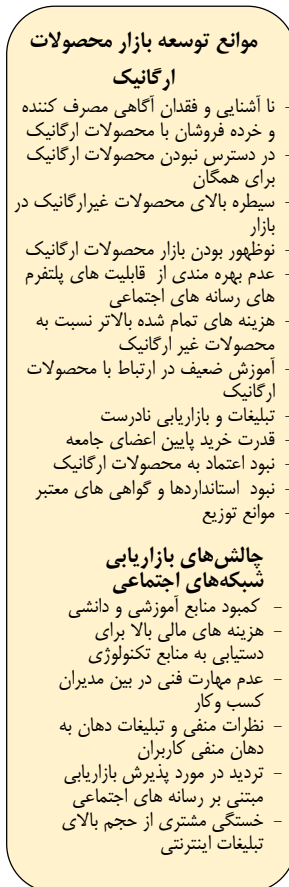 موانع توسعه بازار محصولات
ارگانیک
- نا آشنایی و فقدان آگاهی مصرف کننده
و خرده فروشان با محصولات ارگانیک
- در دسترس نبودن محصولات ارگانیک
برای همگان
- سیطره بالای محصولات غیرارگانیک در
بازار
- نوظهور بودن بازار محصولات ارگانیک
- عدم بهره مندی از قابلیت های پلتفرم
های رسانه های اجتماعی
- هزینه های تمام شده بالاتر نسبت به
محصولات غیر ارگانیک
- آموزش ضعیف در ارتباط با محصولات
ارگانیک
- تبلیغات و بازاریابی نادرست
- قدرت خرید پایین اعضای جامعه
- نبود اعتماد به محصولات ارگانیک
- نبود استانداردها و گواهی های معتبر
- موانع توزیع
چالش‌های بازاریابی
شبکه‌های اجتماعی
- کمبود منابع آموزشی و دانشی
- هزینه های مالی بالا برای
دستیابی به منابع تکنولوژی
- عدم مهارت فنی در بین مدیران
کسب وکار
- نظرات منفی و تبلیغات دهان به
دهان منفی کاربران
- تردید در مورد پذیرش بازاریابی
مبتنی بر رسانه های اجتماعی
- خستگی مشتری از حجم بالای
تبلیغات اینترنتی